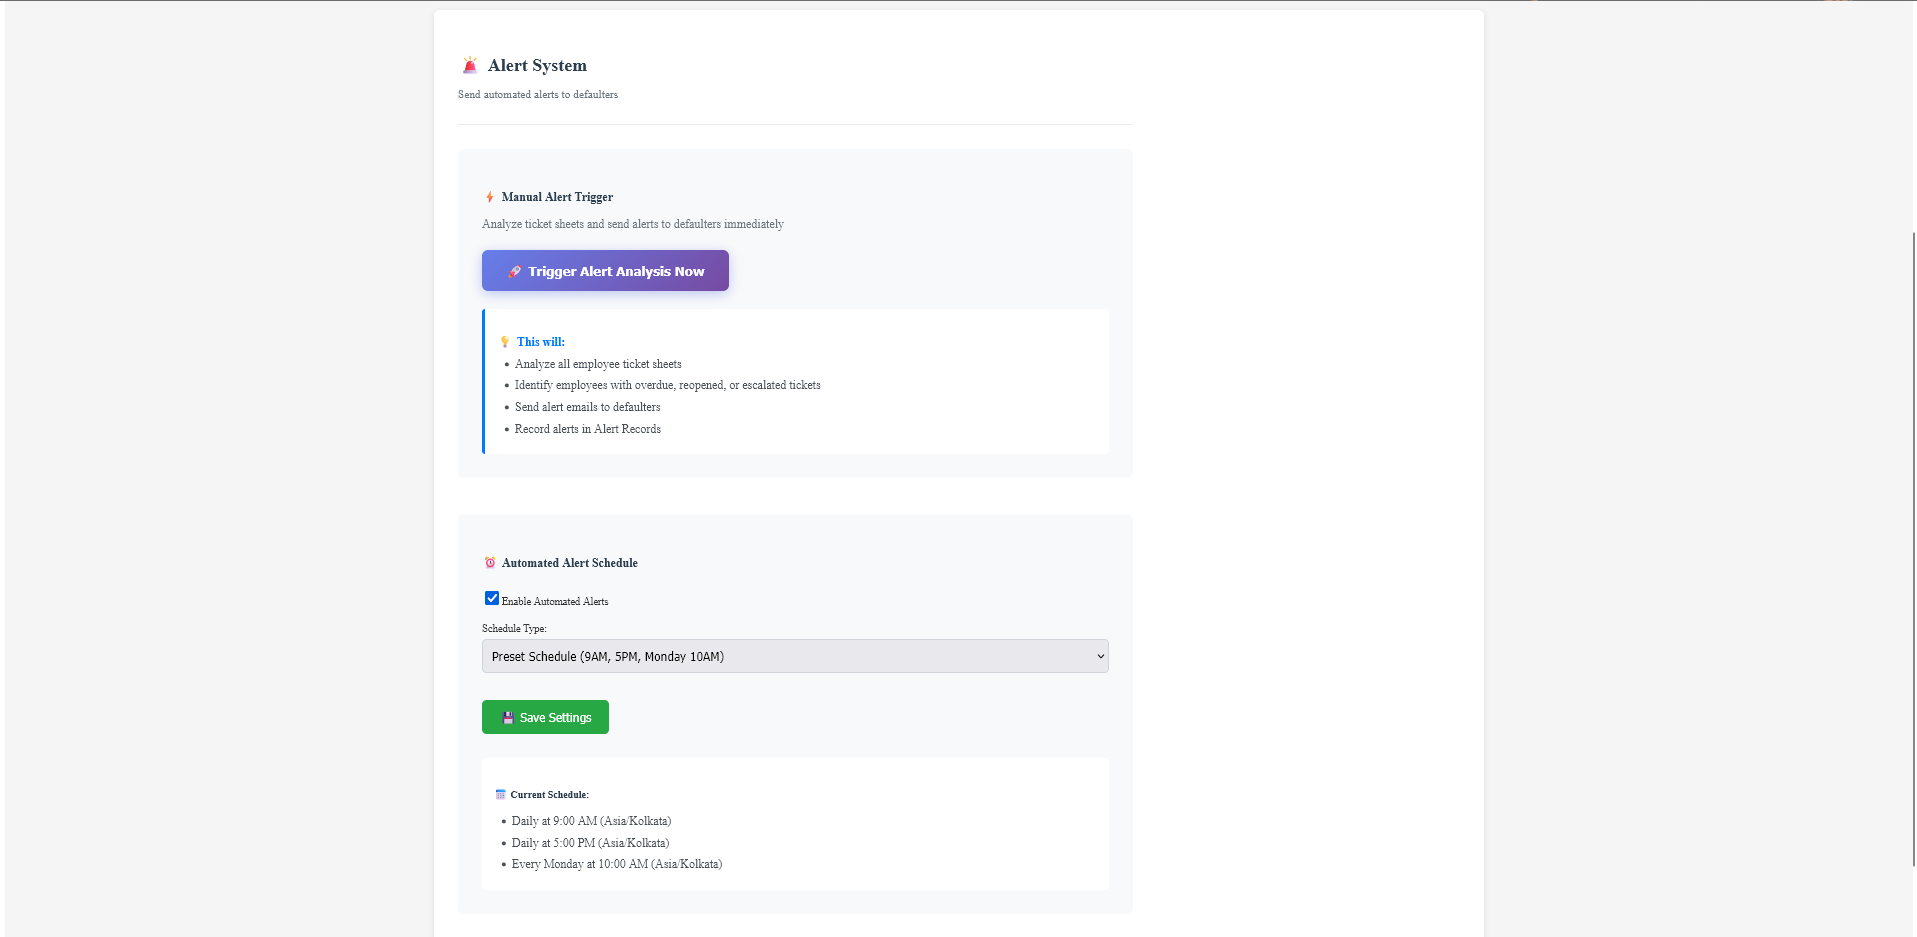 Alert System
Send automated alerts to defaulters
Manual Alert Trigger
Analyze ticket sheets and send alerts to defaulters immediately
Trigger Alert Analysis Now
This will:
Analyze all employee ticket sheets
Identify employees with overdue, reopened, or escalated tickets
Send alert emails to defaulters
Record alerts in Alert Records
Automated Alert Schedule
Enable Automated Alerts
Schedule Type:
Preset Schedule (9AM, 5PM, Monday 10AM)
Save Settings
Current Schedule:
Daily at 9:00 AM (Asia/Kolkata)
Daily at 5:00 PM (Asia/Kolkata)
Every Monday at 10:00 AM (Asia/Kolkata)